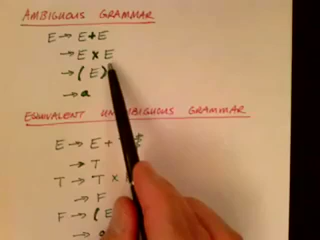 AMBIGUOUS GRAMMAR
E → E + E
→ E × E
→ ( E )
→ a
EQUIVALENT UNAMBIGUOUS GRAMMAR
E → E +
→ T
T → T ×
→ F
F → ( E
→ a